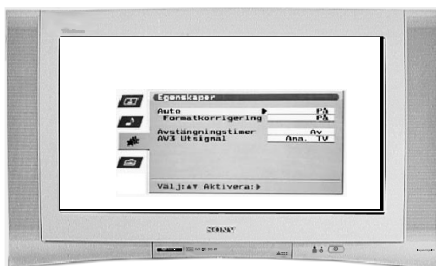 Egenskaper
Auto På
Formatkorrigering På
Avstängningstimer Av
AV3 Utsignal Ana. TV
Välj:▲▼ Aktivera:▶
SONY